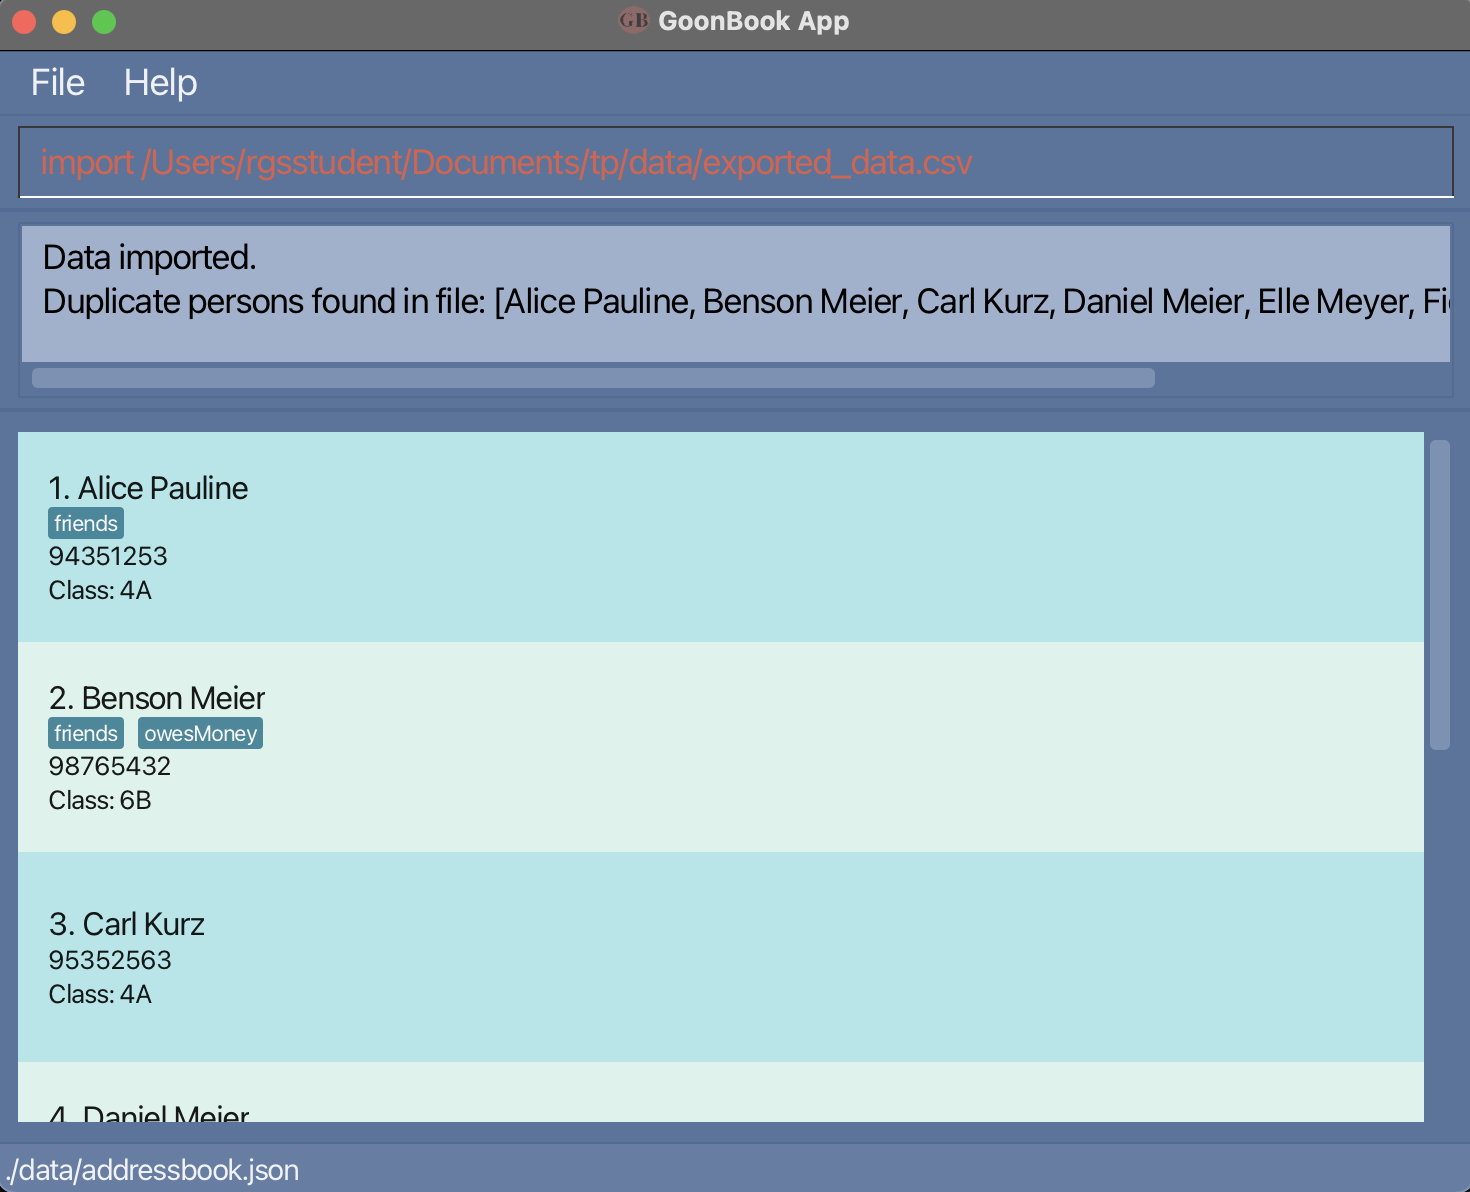 GB GoonBook App
File Help
import /Users/rgsstudent/Documents/tp/data/exported_data.csv
Data imported.
Duplicate persons found in file: [Alice Pauline, Benson Meier, Carl Kurz, Daniel Meier, Elle Meyer,
1. Alice Pauline
friends
94351253
Class: 4A
2. Benson Meier
friends owesMoney
98765432
Class: 6B
3. Carl Kurz
95352563
Class: 4A
4. Daniel Meier
./data/addressbook.json